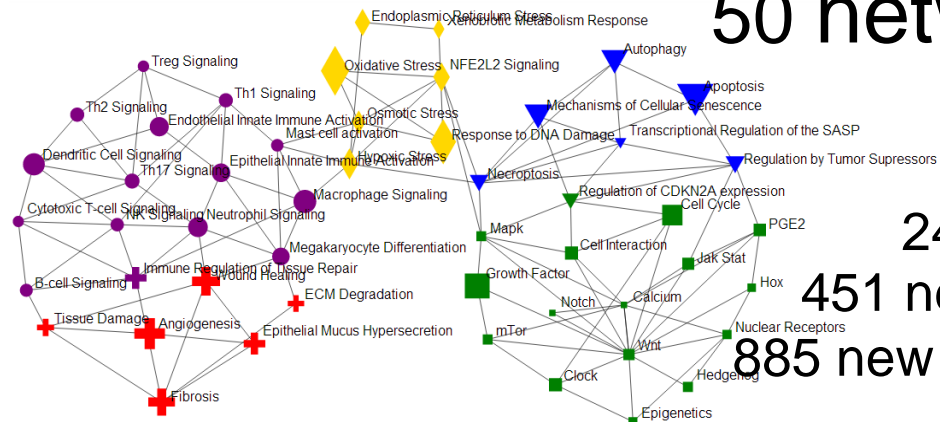 50 netw
Endoplasmic Reticulum Stress
Xenobiotic Metabolism Response
Autophagy
Treg Signaling
Oxidative Stress
NFE2L2 Signaling
Apoptosis
Th1 Signaling
Th2 Signaling
Mechanisms of Cellular Senescence
Osmotic Stress
Endothelial Innate Immune Activation
Mast cell activation
Response to DNA Damage
Transcriptional Regulation of the SASP
Dendritic Cell Signaling
Epithelial Innate Immune Activation
Hypoxic Stress
Regulation by Tumor Supressors
Th17 Signaling
Necroptosis
Macrophage Signaling
Regulation of CDKN2A expression
Cell Cycle
Cytotoxic T-cell Signaling
NK Signaling
Neutrophil Signaling
Mapk
PGE2
24
Megakaryocyte Differentiation
Cell Interaction
Jak Stat
Immune Regulation of Tissue Repair
Wound Healing
Growth Factor
B-cell Signaling
Hox
451 ne
ECM Degradation
Notch
Calcium
Tissue Damage
Angiogenesis
Epithelial Mucus Hypersecretion
mTor
Nuclear Receptors
Wnt
885 new
Clock
Hedgehog
Fibrosis
Epigenetics